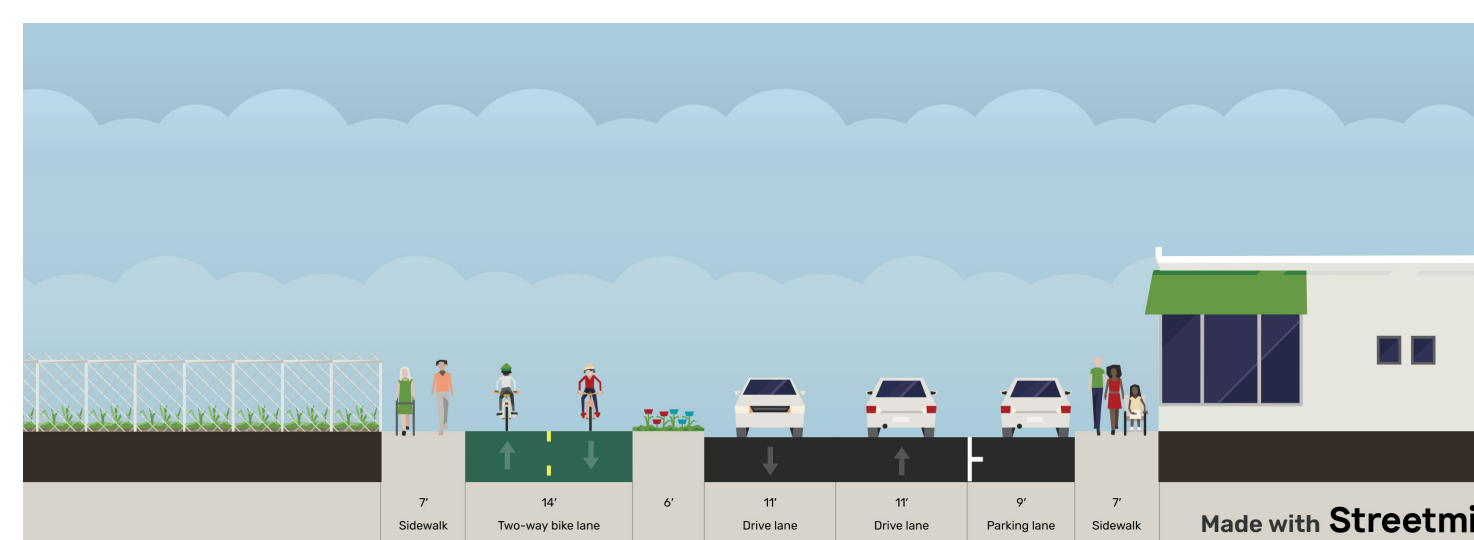 7′
Sidewalk
14′
Two-way bike lane
6′
11′
Drive lane
11′
Drive lane
9′
Parking lane
7′
Sidewalk
Made with Streetmi